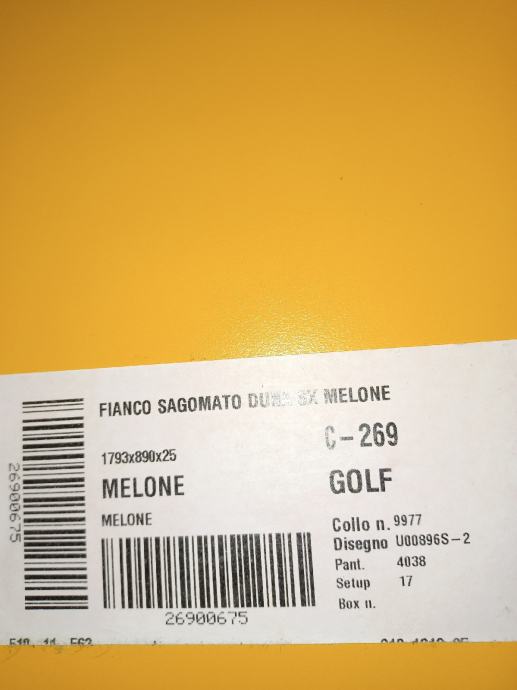 FIANCO SAGOMATO DUNA SX MELONE
C-269
1793x890x25
MELONE
GOLF
MELONE
Collo n. 9977
Disegno U00896S-2
Pant. 4038
Setup 17
Box n.
26900675
26900675